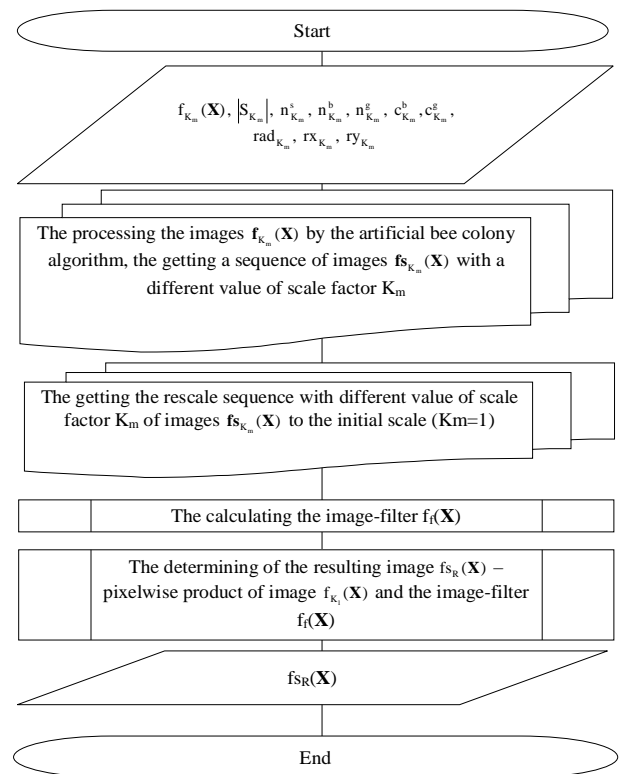 Start
f_{K_m}(X), |S_{K_m}|, n^s_{K_m}, n^b_{K_m}, n^g_{K_m}, c^b_{K_m}, c^g_{K_m},
rad_{K_m}, rx_{K_m}, ry_{K_m}
The processing the images f_{K_m}(X) by the artificial bee colony
algorithm, the getting a sequence of images fs_{K_m}(X) with a
different value of scale factor K_m
The getting the rescale sequence with different value of scale
factor K_m of images fs_{K_m}(X) to the initial scale (Km=1)
The calculating the image-filter f_f(X)
The determining of the resulting image fs_R(X) –
pixelwise product of image f_{K_1}(X) and the image-filter
f_f(X)
fs_R(X)
End